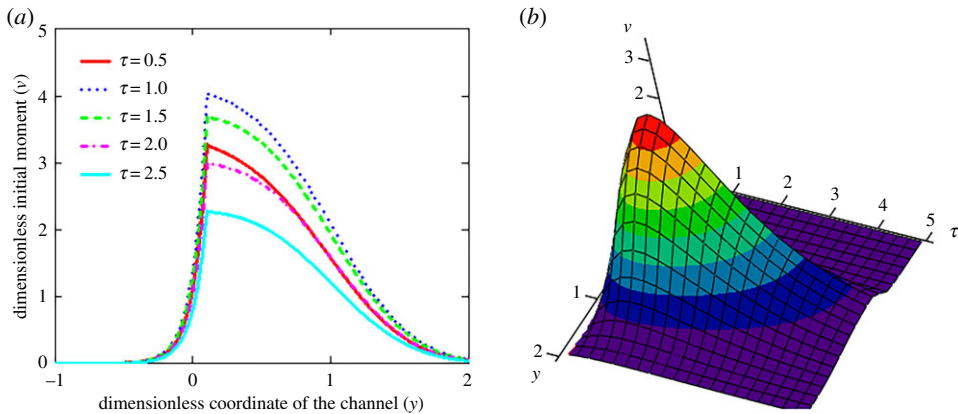 (a)
5
4
3
2
1
0
dimensionless initial moment (v)
τ = 0.5
τ = 1.0
τ = 1.5
τ = 2.0
τ = 2.5
–1 0 1 2
dimensionless coordinate of the channel (y)
(b)
v
3
2
1 2 3 4 5
τ
1
2
y